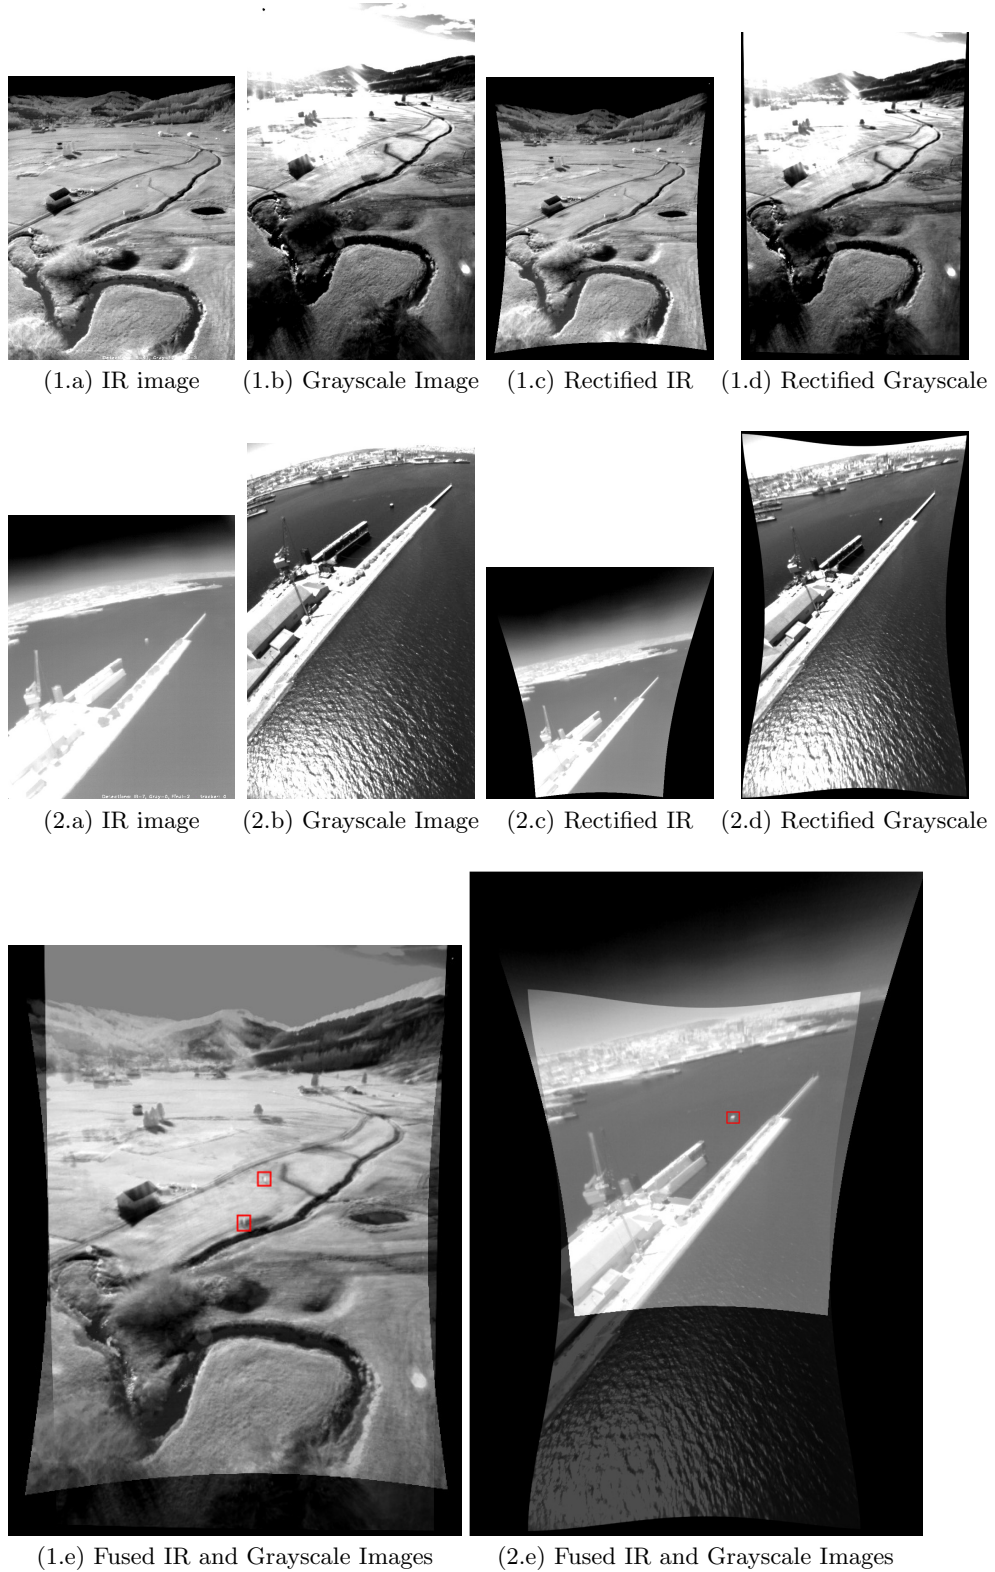 (1.a) IR image
(1.b) Grayscale Image
(1.c) Rectified IR
(1.d) Rectified Grayscale
(2.a) IR image
(2.b) Grayscale Image
(2.c) Rectified IR
(2.d) Rectified Grayscale
(1.e) Fused IR and Grayscale Images
(2.e) Fused IR and Grayscale Images